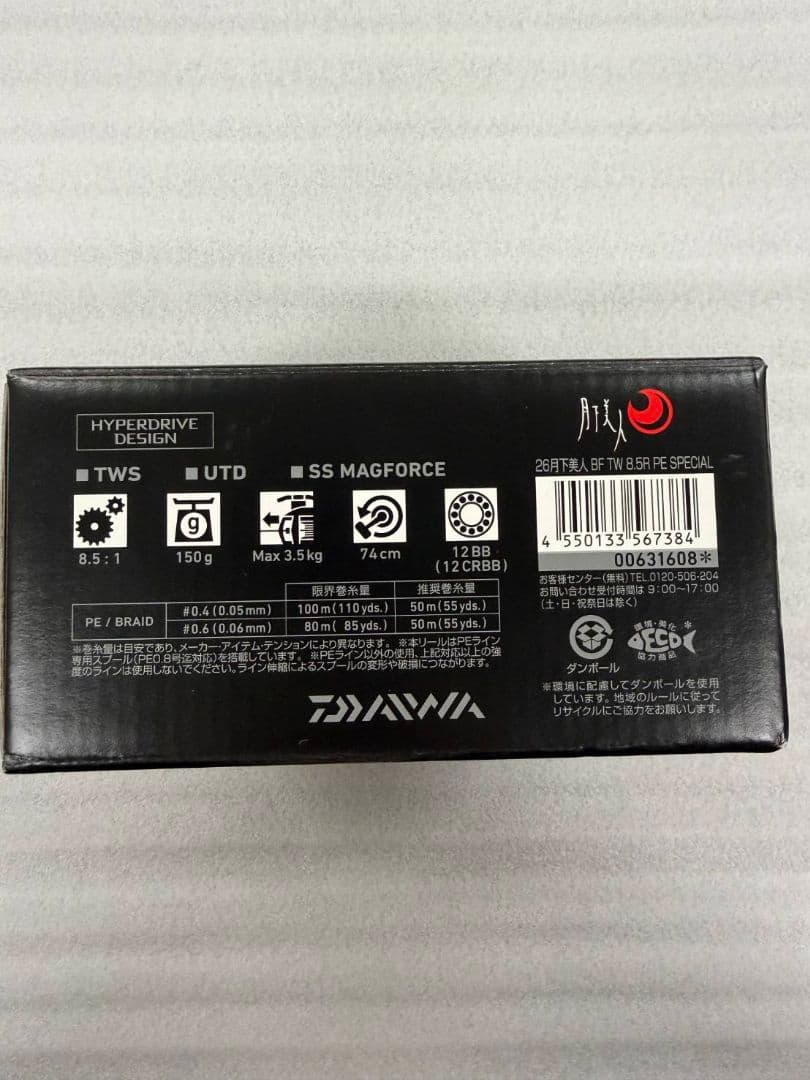 HYPERDRIVE
DESIGN
TWS
UTD
SS MAGFORCE
月下美人
26月下美人 BF TW 8.5R PE SPECIAL
g
8.5:1
150g
Max 3.5kg
74cm
12BB
(12CRBB)
4 550133 567384
00631608*
お客様センター(無料)TEL.0120-506-204
お問い合わせ受付時間は 9:00〜17:00
(土・日・祝祭日は除く)
限界巻糸量
推奨巻糸量
PE / BRAID
#0.4(0.05mm)
100m(110yds.)
50m(55yds.)
#0.6(0.06mm)
80m( 85yds.)
50m(55yds.)
※巻糸量は目安であり、メーカー・アイテム・テンションにより異なります。 ※本リールはPEライン
専用スプール(PE0.8号迄対応)を搭載しています。 ※PEライン以外の使用、上記対応以上の強
度のラインは使用しないでください。ライン伸縮によるスプールの変形や破損につながります。
ダンボール
環境・美化
ECO
協力商品
※環境に配慮してダンボールを使用
しています。地域のルールに従って
リサイクルにご協力をお願いします。
DAIWA